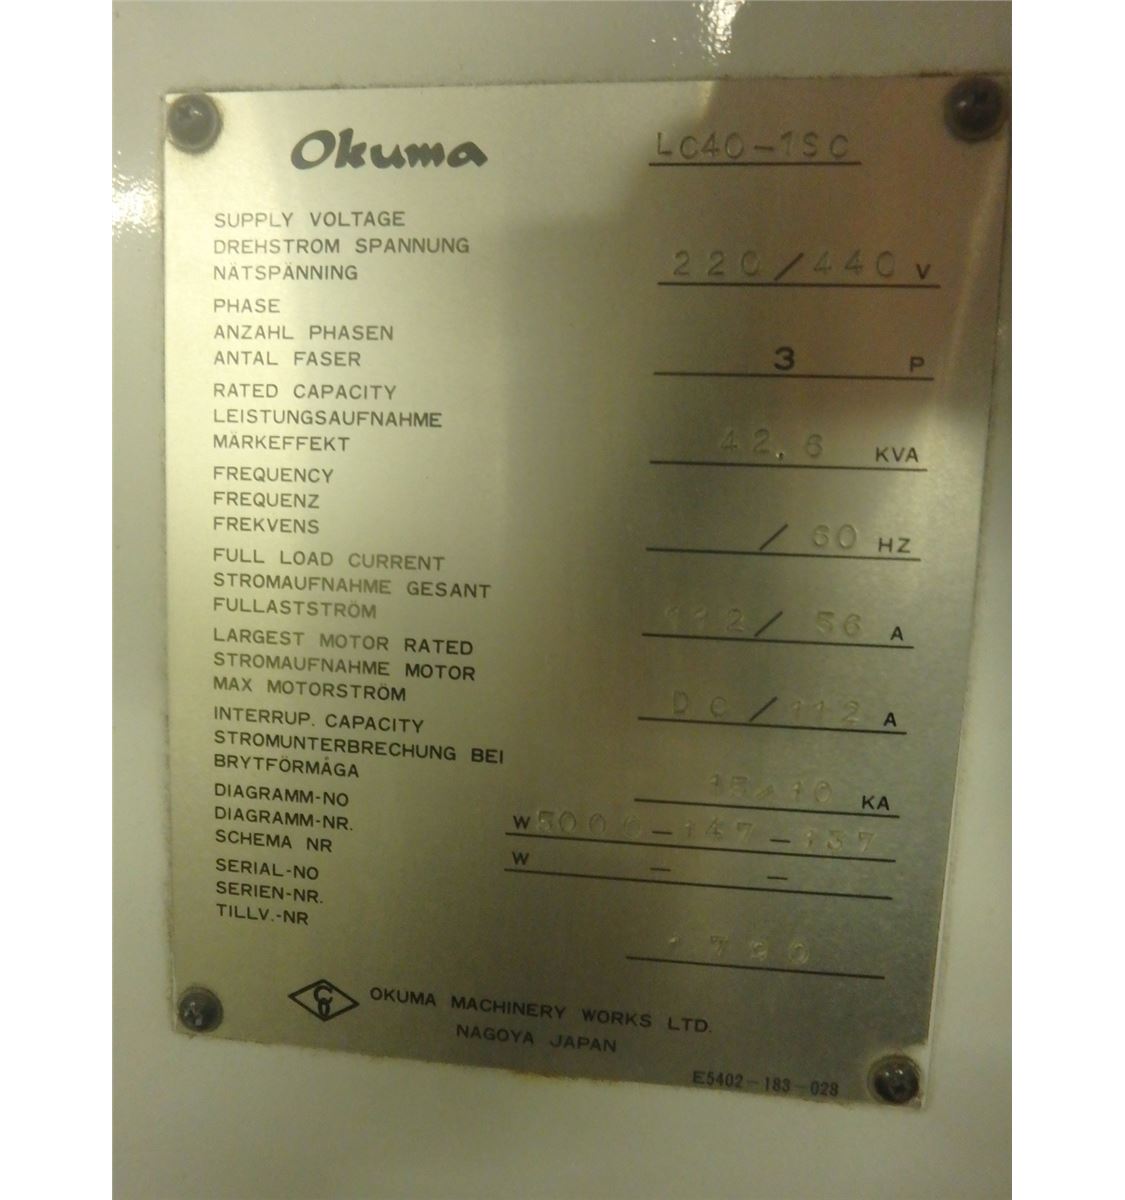 Okuma LC40-1SC
SUPPLY VOLTAGE
DREHSTROM SPANNUNG
NÄTSPÄNNING
220/440 V
PHASE
ANZAHL PHASEN
ANTAL FASER
3 P
RATED CAPACITY
LEISTUNGSAUFNAHME
MÄRKEFFEKT
42.6 KVA
FREQUENCY
FREQUENZ
FREKVENS
/ 60 HZ
FULL LOAD CURRENT
STROMAUFNAHME GESANT
FULLASTSTRÖM
112/56 A
LARGEST MOTOR RATED
STROMAUFNAHME MOTOR
MAX MOTORSTRÖM
DC/112 A
INTERRUP. CAPACITY
STROMUNTERBRECHUNG BEI
BRYTFÖRMÅGA
KA
DIAGRAMM-NO
DIAGRAMM-NR.
SCHEMA NR
W5000-147-137
W - -
SERIAL-NO
SERIEN-NR.
TILLV.-NR
OKUMA MACHINERY WORKS LTD.
NAGOYA JAPAN
E5402-183-028